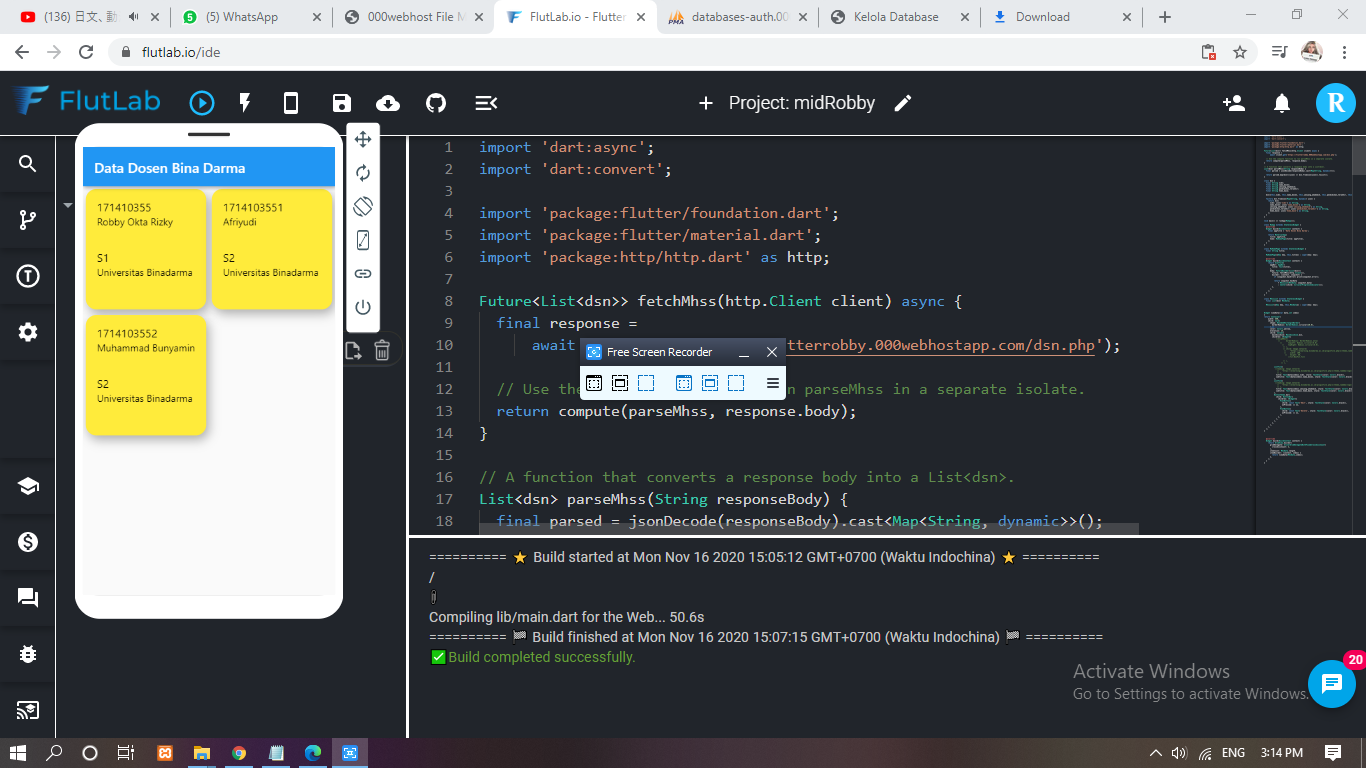 (136) 日文、動
(5) WhatsApp
000webhost File M
FlutLab.io - Flutter
databases-auth.00
Kelola Database
Download
flutlab.io/ide
FlutLab
Project: midRobby
R
Data Dosen Bina Darma
171410355
Robby Okta Rizky
S1
Universitas Binadarma
1714103551
Afriyudi
S2
Universitas Binadarma
1714103552
Muhammad Bunyamin
S2
Universitas Binadarma
1 import 'dart:async';
2 import 'dart:convert';
3
4 import 'package:flutter/foundation.dart';
5 import 'package:flutter/material.dart';
6 import 'package:http/http.dart' as http;
7
8 Future<List<dsn>> fetchMhss(http.Client client) async {
9 final response =
10 await tterrobby.000webhostapp.com/dsn.php');
11
12 // Use the n parseMhss in a separate isolate.
13 return compute(parseMhss, response.body);
14 }
15
16 // A function that converts a response body into a List<dsn>.
17 List<dsn> parseMhss(String responseBody) {
18 final parsed = jsonDecode(responseBody).cast<Map<String, dynamic>>();
Free Screen Recorder
========== ⭐ Build started at Mon Nov 16 2020 15:05:12 GMT+0700 (Waktu Indochina) ⭐ ==========
/
Compiling lib/main.dart for the Web... 50.6s
========== 🏁 Build finished at Mon Nov 16 2020 15:07:15 GMT+0700 (Waktu Indochina) 🏁 ==========
✅ Build completed successfully.
Activate Windows
Go to Settings to activate Windows.
20
ENG
3:14 PM